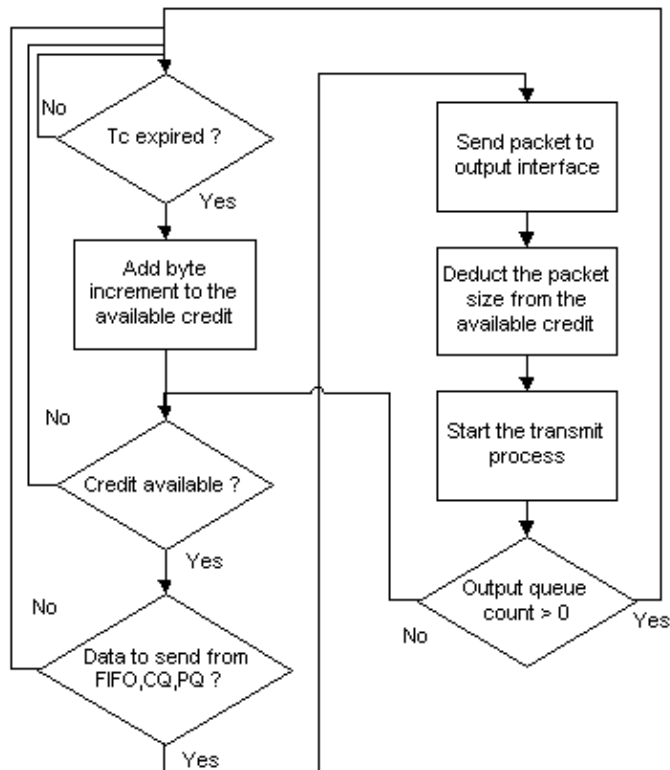 No
Tc expired ?
Yes
Add byte
increment to the
available credit
No
Credit available ?
Yes
No
Data to send from
FIFO,CQ,PQ ?
Yes
Send packet to
output interface
Deduct the packet
size from the
available credit
Start the transmit
process
Output queue
count > 0
No
Yes